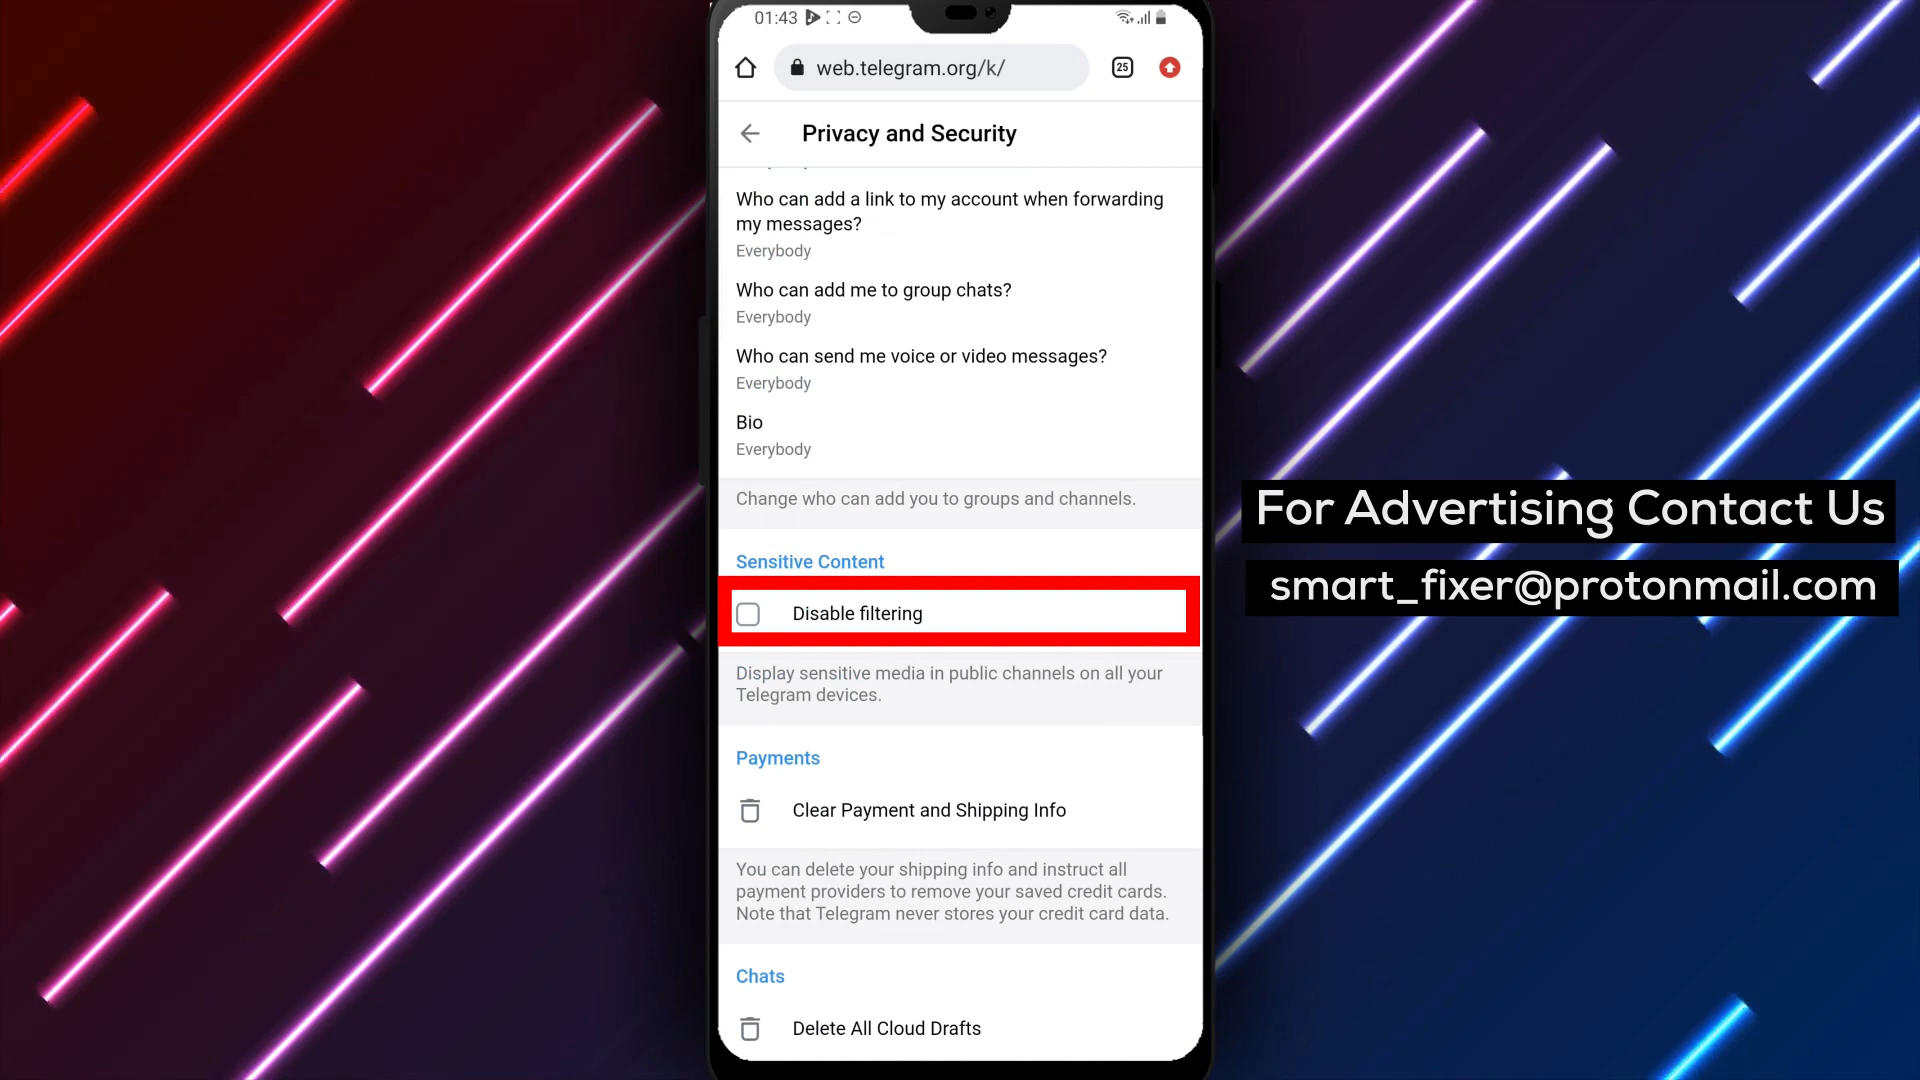 01:43
web.telegram.org/k/
25
Privacy and Security
Who can add a link to my account when forwarding
my messages?
Everybody
Who can add me to group chats?
Everybody
Who can send me voice or video messages?
Everybody
Bio
Everybody
Change who can add you to groups and channels.
Sensitive Content
Disable filtering
Display sensitive media in public channels on all your
Telegram devices.
Payments
Clear Payment and Shipping Info
You can delete your shipping info and instruct all
payment providers to remove your saved credit cards.
Note that Telegram never stores your credit card data.
Chats
Delete All Cloud Drafts
For Advertising Contact Us
smart_fixer@protonmail.com